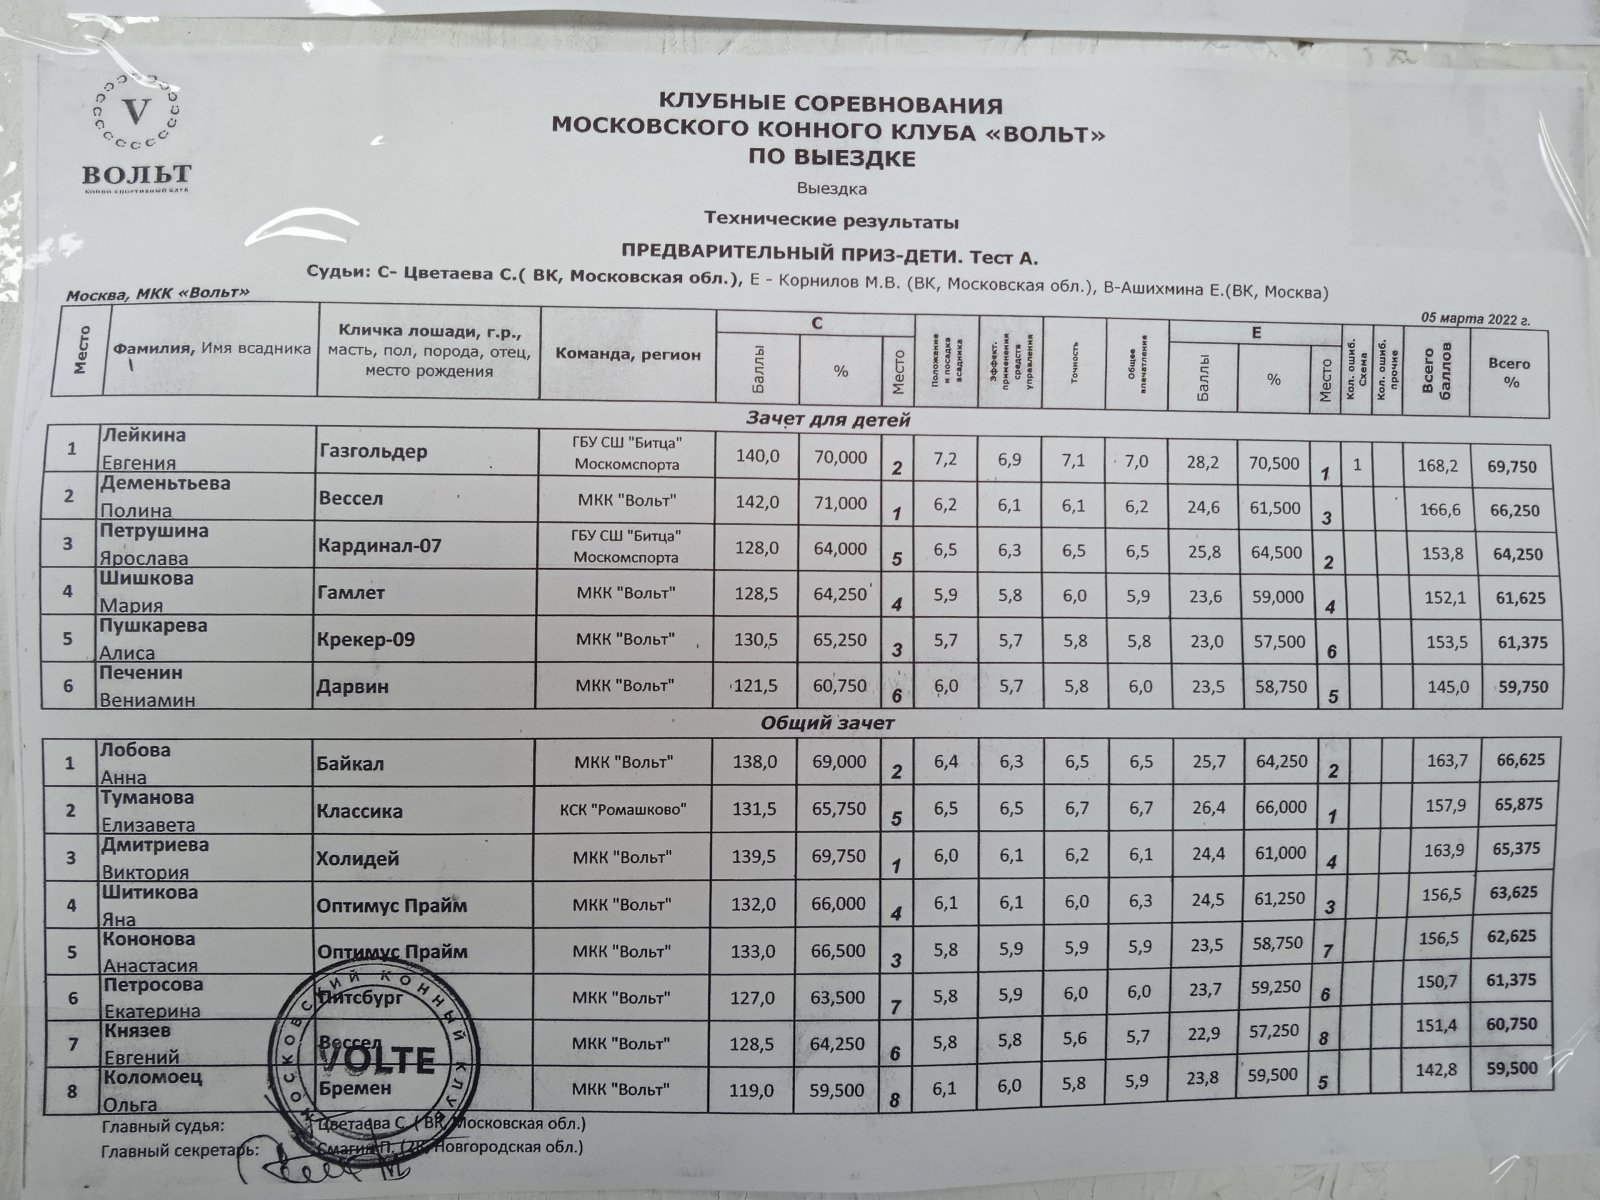 V
ВОЛЬТ
КОННО СПОРТИВНЫЙ КЛУБ
КЛУБНЫЕ СОРЕВНОВАНИЯ
МОСКОВСКОГО КОННОГО КЛУБА «ВОЛЬТ»
ПО ВЫЕЗДКЕ
Выездка
Технические результаты
ПРЕДВАРИТЕЛЬНЫЙ ПРИЗ-ДЕТИ. Тест А.
Судьи: С- Цветаева С.( ВК, Московская обл.), Е - Корнилов М.В. (ВК, Московская обл.), В-Ашихмина Е.(ВК, Москва)
Москва, МКК «Вольт» 05 марта 2022 г.
Место Фамилия, Имя всадника Кличка лошади, г.р., масть, пол, порода, отец, место рождения Команда, регион С Баллы % Место Положение и посадка всадника Эффект. применения средств управления Точность Общее впечатление Е Баллы % Место Кол. ошиб. Схема Кол. ошиб. прочие Всего баллов Всего %
Зачет для детей
1 Лейкина Евгения Газгольдер ГБУ СШ "Битца" Москомспорта 140,0 70,000 2 7,2 6,9 7,1 7,0 28,2 70,500 1 1 168,2 69,750
2 Деменьтьева Полина Вессел МКК "Вольт" 142,0 71,000 1 6,2 6,1 6,1 6,2 24,6 61,500 3 166,6 66,250
3 Петрушина Ярослава Кардинал-07 ГБУ СШ "Битца" Москомспорта 128,0 64,000 5 6,5 6,3 6,5 6,5 25,8 64,500 2 153,8 64,250
4 Шишкова Мария Гамлет МКК "Вольт" 128,5 64,250 4 5,9 5,8 6,0 5,9 23,6 59,000 4 152,1 61,625
5 Пушкарева Алиса Крекер-09 МКК "Вольт" 130,5 65,250 3 5,7 5,7 5,8 5,8 23,0 57,500 6 153,5 61,375
6 Печенин Вениамин Дарвин МКК "Вольт" 121,5 60,750 6 6,0 5,7 5,8 6,0 23,5 58,750 5 145,0 59,750
Общий зачет
1 Лобова Анна Байкал МКК "Вольт" 138,0 69,000 2 6,4 6,3 6,5 6,5 25,7 64,250 2 163,7 66,625
2 Туманова Елизавета Классика КСК "Ромашково" 131,5 65,750 5 6,5 6,5 6,7 6,7 26,4 66,000 1 157,9 65,875
3 Дмитриева Виктория Холидей МКК "Вольт" 139,5 69,750 1 6,0 6,1 6,2 6,1 24,4 61,000 4 163,9 65,375
4 Шитикова Яна Оптимус Прайм МКК "Вольт" 132,0 66,000 4 6,1 6,1 6,0 6,3 24,5 61,250 3 156,5 63,625
5 Кононова Анастасия Оптимус Прайм МКК "Вольт" 133,0 66,500 3 5,8 5,9 5,9 5,9 23,5 58,750 7 156,5 62,625
6 Петросова Екатерина Питсбург МКК "Вольт" 127,0 63,500 7 5,8 5,9 6,0 6,0 23,7 59,250 6 150,7 61,375
7 Князев Евгений Вессел МКК "Вольт" 128,5 64,250 6 5,8 5,8 5,6 5,7 22,9 57,250 8 151,4 60,750
8 Коломоец Ольга Бремен МКК "Вольт" 119,0 59,500 8 6,1 6,0 5,8 5,9 23,8 59,500 5 142,8 59,500
МОСКОВСКИЙ КОННЫЙ КЛУБ
VOLTE
Главный судья: Цветаева С. ( ВК, Московская обл.)
Главный секретарь: П. (2К, Новгородская обл.)